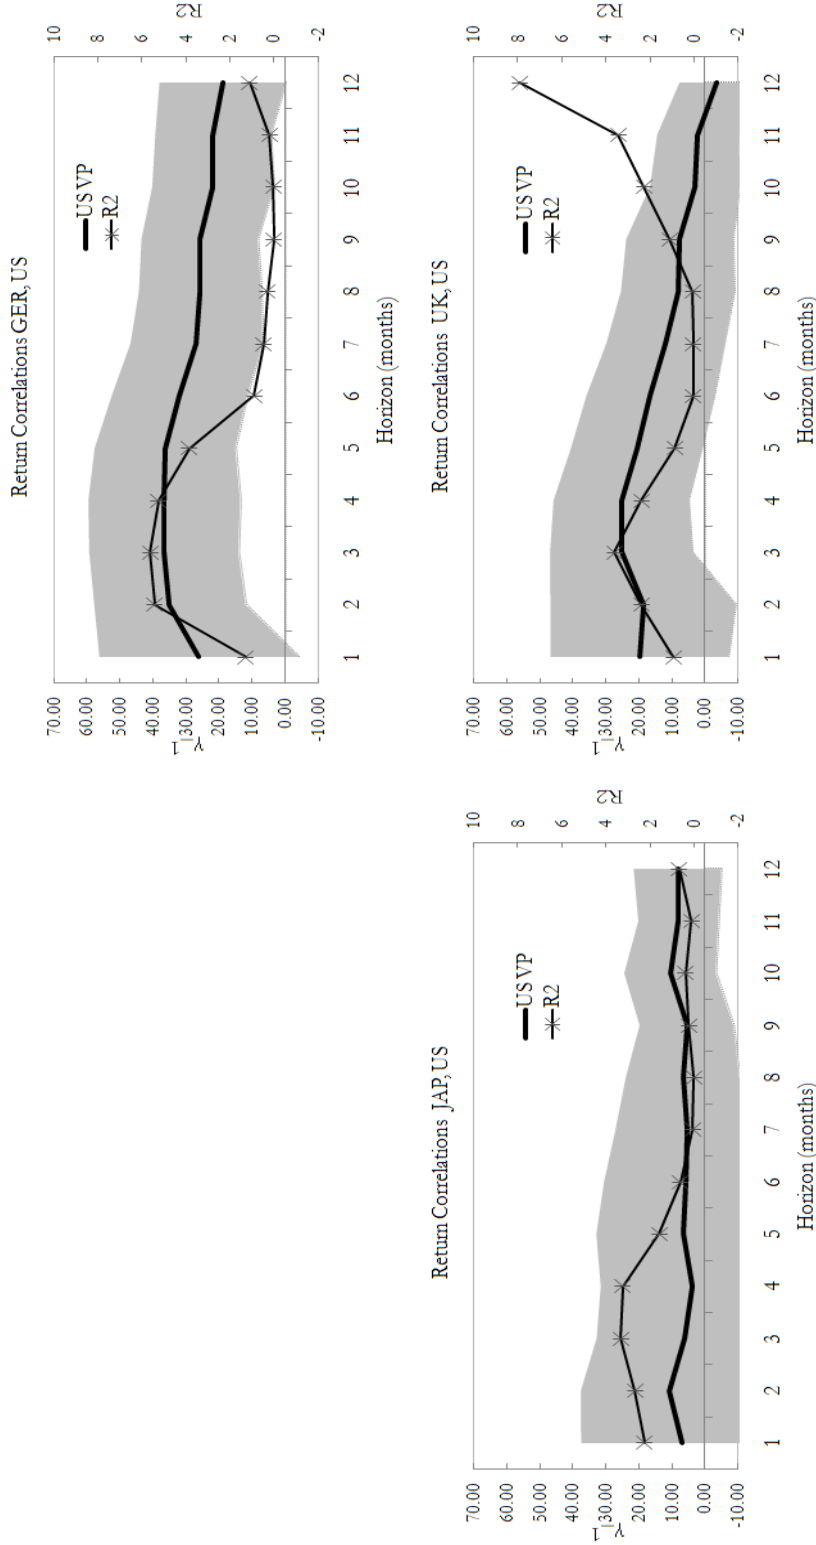 Return Correlations GER, US
70.00
60.00
50.00
40.00
30.00
20.00
10.00
0.00
-10.00
γ_1
US VP
R2
10
8
6
4
2
0
-2
R2
1 2 3 4 5 6 7 8 9 10 11 12
Horizon (months)
Return Correlations JAP, US
70.00
60.00
50.00
40.00
30.00
20.00
10.00
0.00
-10.00
γ_1
US VP
R2
10
8
6
4
2
0
-2
R2
1 2 3 4 5 6 7 8 9 10 11 12
Horizon (months)
Return Correlations UK, US
70.00
60.00
50.00
40.00
30.00
20.00
10.00
0.00
-10.00
γ_1
US VP
R2
10
8
6
4
2
0
-2
R2
1 2 3 4 5 6 7 8 9 10 11 12
Horizon (months)